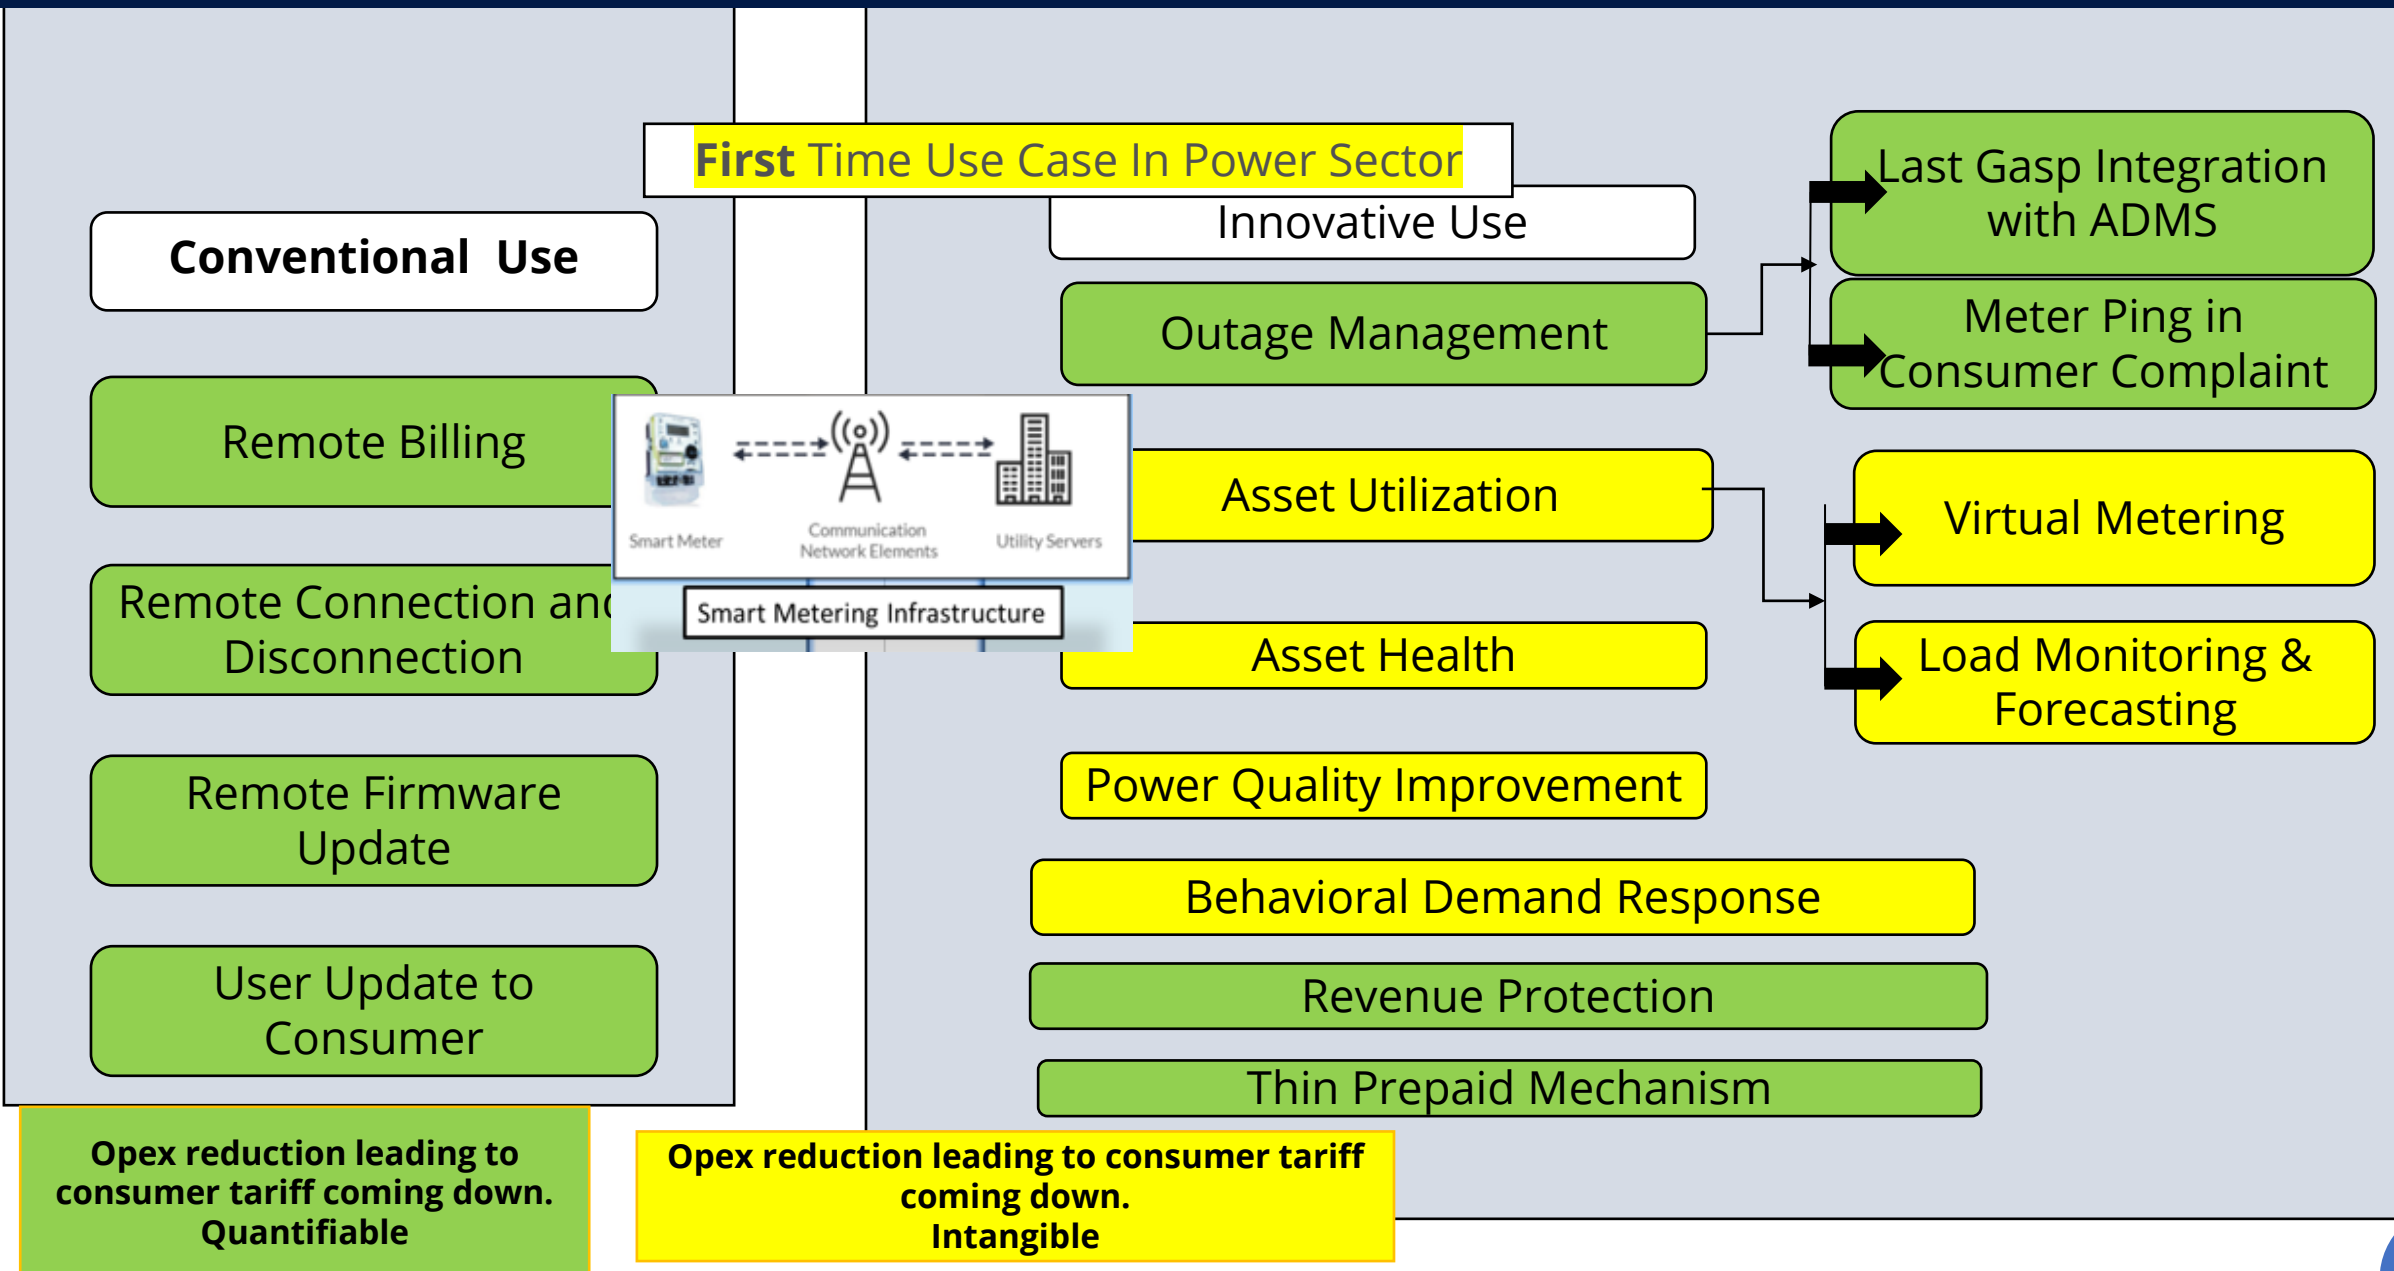 First Time Use Case In Power Sector
Conventional Use
Remote Billing
Remote Connection and
Disconnection
Remote Firmware
Update
User Update to
Consumer
Opex reduction leading to
consumer tariff coming down.
Quantifiable
Smart Meter
Communication
Network Elements
Utility Servers
Smart Metering Infrastructure
Innovative Use
Outage Management
Asset Utilization
Asset Health
Power Quality Improvement
Behavioral Demand Response
Revenue Protection
Thin Prepaid Mechanism
Opex reduction leading to consumer tariff
coming down.
Intangible
Last Gasp Integration
with ADMS
Meter Ping in
Consumer Complaint
Virtual Metering
Load Monitoring &
Forecasting